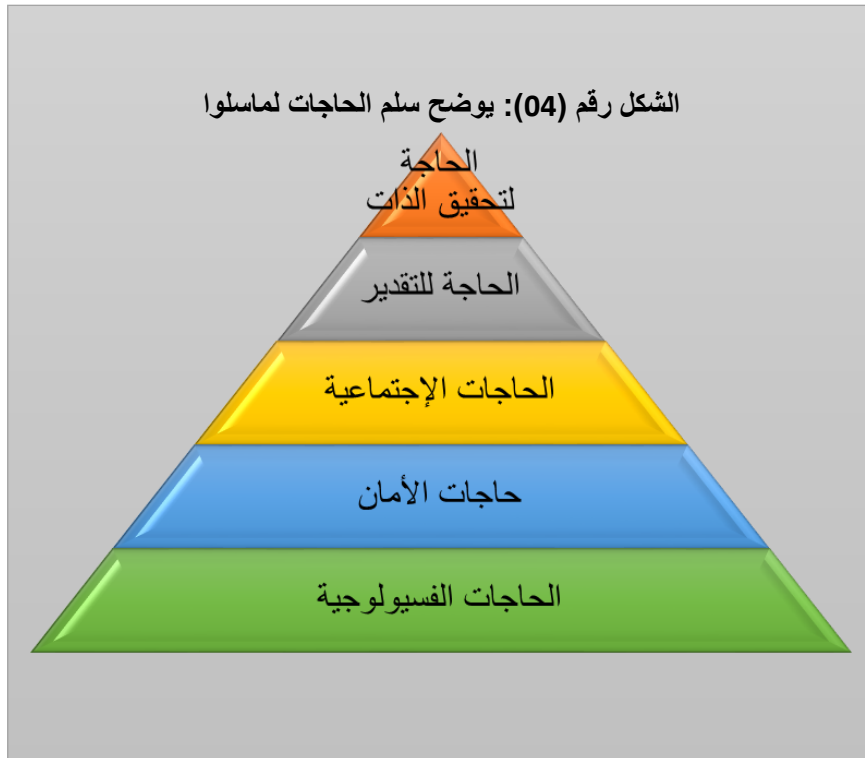 الشكل رقم (04): يوضح سلم الحاجات لماسلوا
الحاجة
لتحقيق الذات
الحاجة للتقدير
الحاجات الإجتماعية
حاجات الأمان
الحاجات الفسيولوجية